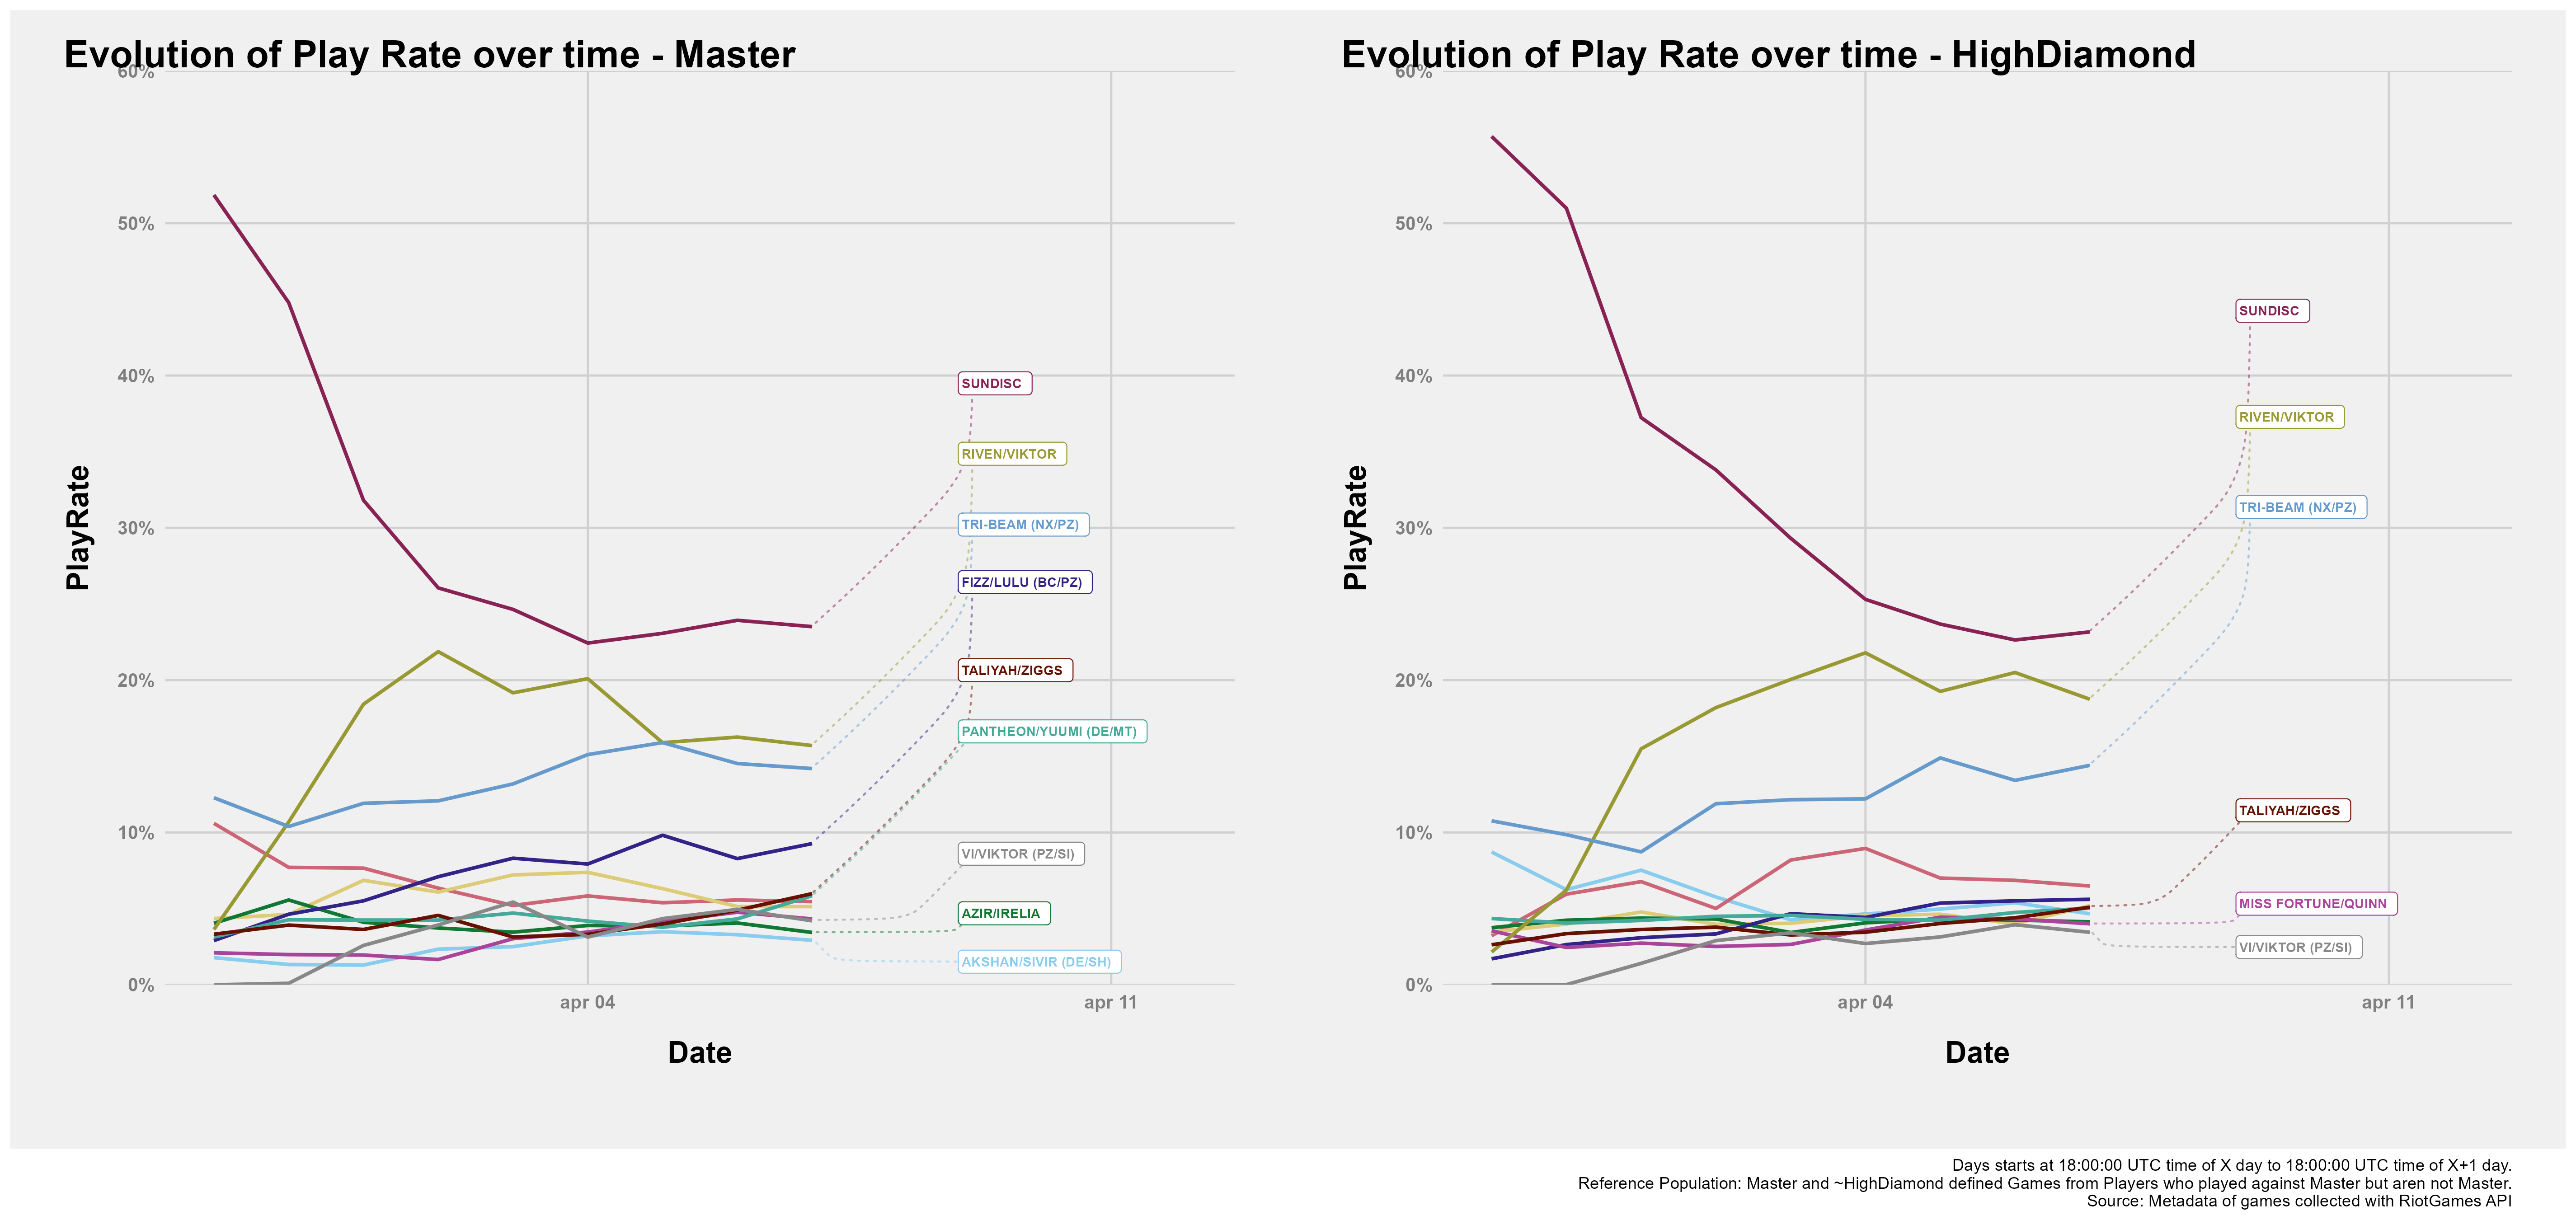 Evolution of Play Rate over time - Master
60%
50%
40%
30%
20%
10%
0%
PlayRate
SUNDISC
RIVEN/VIKTOR
TRI-BEAM (NX/PZ)
FIZZ/LULU (BC/PZ)
TALIYAH/ZIGGS
PANTHEON/YUUMI (DE/MT)
VI/VIKTOR (PZ/SI)
AZIR/IRELIA
AKSHAN/SIVIR (DE/SH)
apr 04
apr 11
Date
Evolution of Play Rate over time - HighDiamond
60%
50%
40%
30%
20%
10%
0%
PlayRate
SUNDISC
RIVEN/VIKTOR
TRI-BEAM (NX/PZ)
TALIYAH/ZIGGS
MISS FORTUNE/QUINN
VI/VIKTOR (PZ/SI)
apr 04
apr 11
Date
Days starts at 18:00:00 UTC time of X day to 18:00:00 UTC time of X+1 day.
Reference Population: Master and ~HighDiamond defined Games from Players who played against Master but aren not Master.
Source: Metadata of games collected with RiotGames API